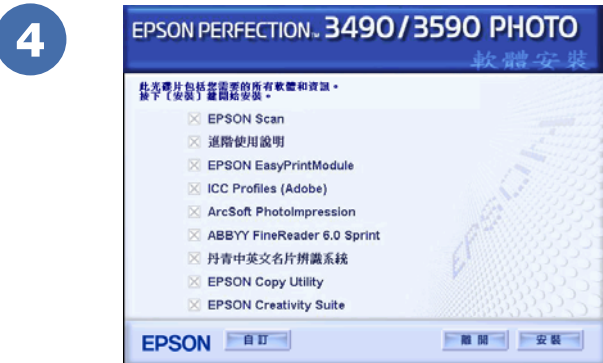 4
EPSON PERFECTION™ 3490/3590 PHOTO
軟體安裝
此光碟片包括您需要的所有軟體和資訊。
按下〔安裝〕鍵開始安裝。
EPSON Scan
進階使用說明
EPSON EasyPrintModule
ICC Profiles (Adobe)
ArcSoft PhotoImpression
ABBYY FineReader 6.0 Sprint
丹青中英文名片辨識系統
EPSON Copy Utility
EPSON Creativity Suite
EPSON
EPSON 自訂 離開 安裝